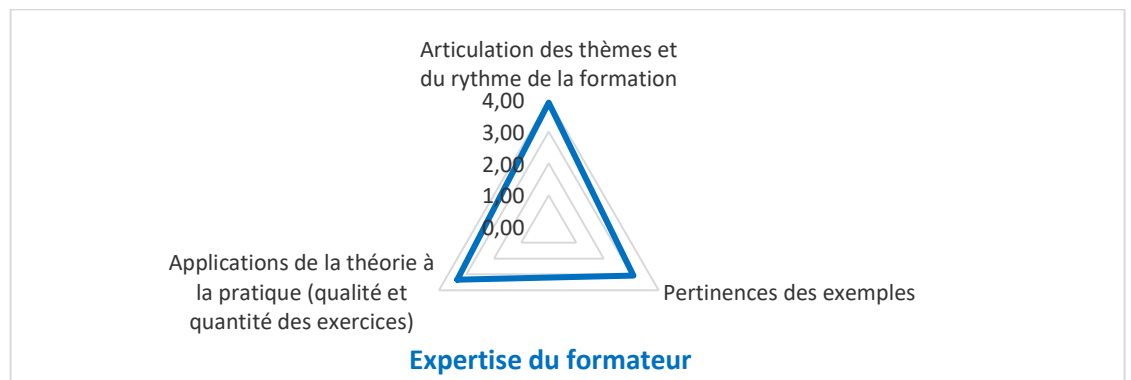 Articulation des thèmes et
du rythme de la formation
4,00
3,00
2,00
1,00
0,00
Applications de la théorie à
la pratique (qualité et
quantité des exercices)
Pertinences des exemples
Expertise du formateur